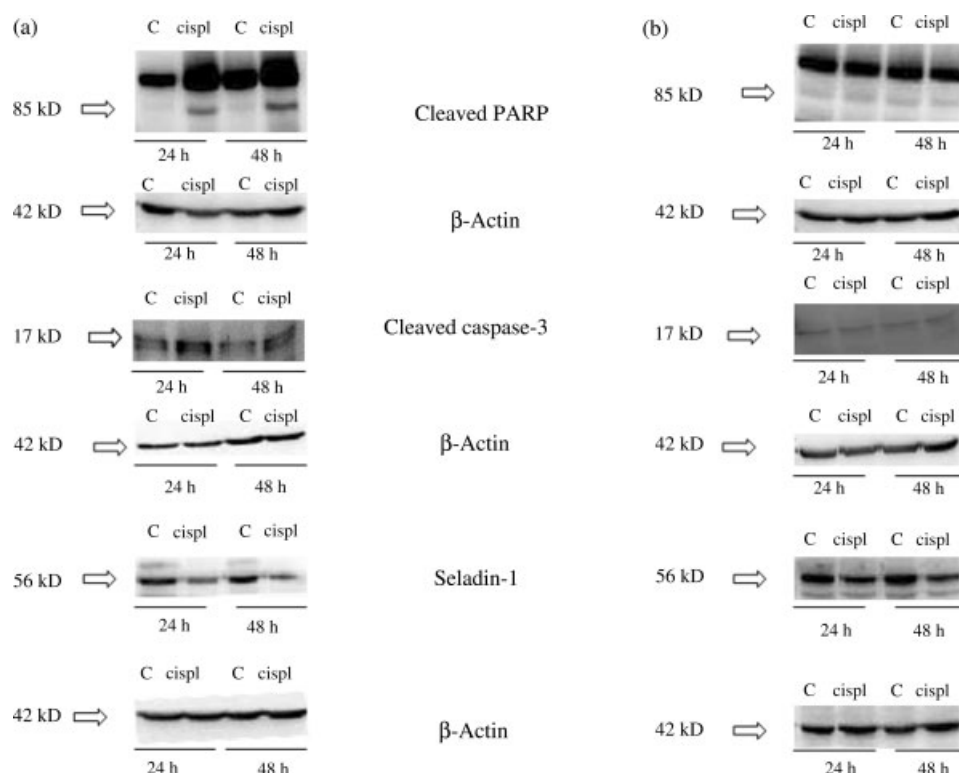 (a)
C cispl C cispl
85 kD
24 h 48 h
C cispl C cispl
42 kD
24 h 48 h
C cispl C cispl
17 kD
24 h 48 h
C cispl C cispl
42 kD
24 h 48 h
C cispl C cispl
56 kD
24 h 48 h
C cispl C cispl
42 kD
24 h 48 h
Cleaved PARP
β-Actin
Cleaved caspase-3
β-Actin
Seladin-1
β-Actin
(b)
C cispl C cispl
85 kD
24 h 48 h
C cispl C cispl
42 kD
24 h 48 h
C cispl C cispl
17 kD
24 h 48 h
C cispl C cispl
42 kD
24 h 48 h
C cispl C cispl
56 kD
24 h 48 h
C cispl C cispl
42 kD
24 h 48 h